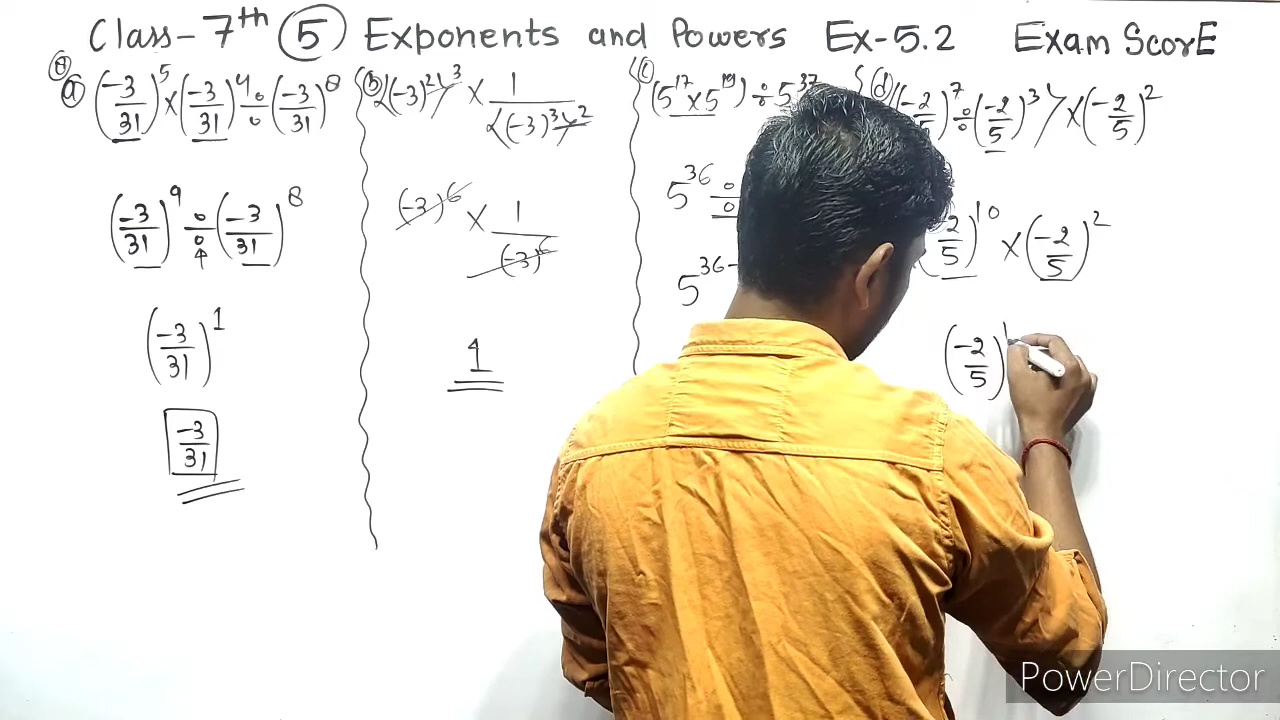 Class-7th (5) Exponents and Powers Ex-5.2 Exam ScorE
(a) (-3/31)^5 × (-3/31)^4 ÷ (-3/31)^8
(-3/31)^9 ÷ (-3/31)^8
(-3/31)^1
-3/31
(b) {(-3)^2}^3 × 1/{(-3)^3}^2
(-3)^6 × 1/(-3)^6
1
(c) (5^17 × 5^19) ÷ 5^37
5^36 ÷
5^36-
(d) (-2/5)^7 ÷ (-2/5)^3 × (-2/5)^2
(-2/5)^10 × (-2/5)^2
(-2/5)^1
PowerDirector